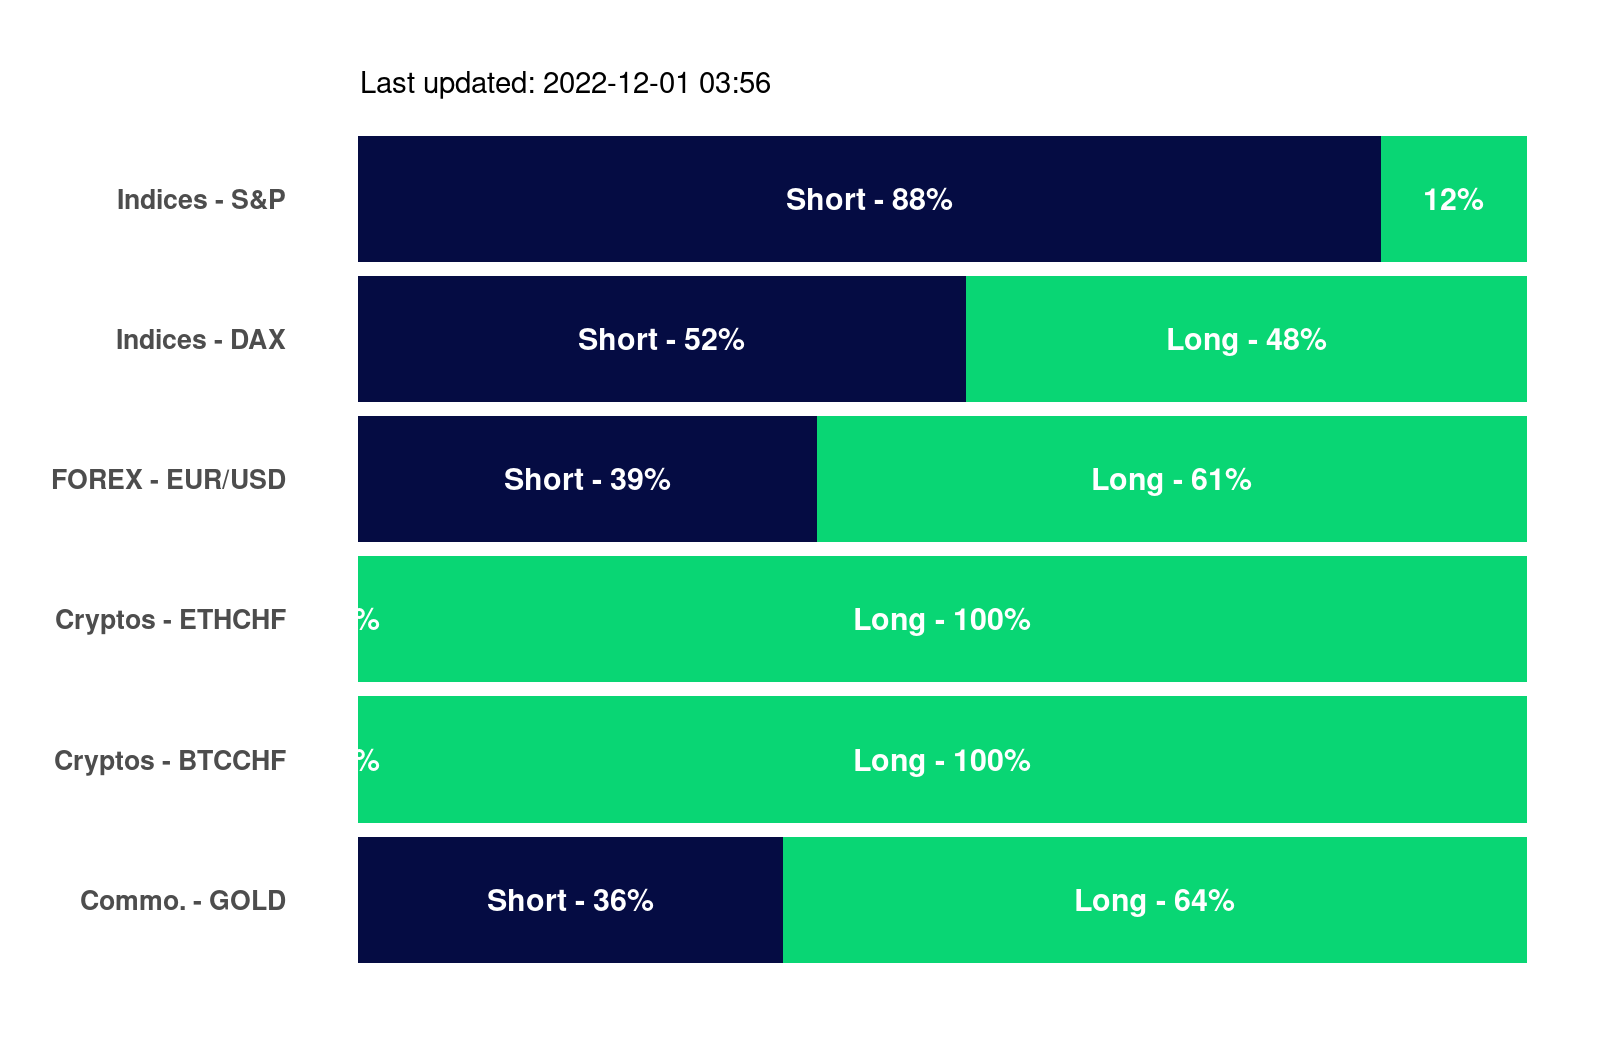 Last updated: 2022-12-01 03:56
Indices - S&P Short - 88% 12%
Indices - DAX Short - 52% Long - 48%
FOREX - EUR/USD Short - 39% Long - 61%
Cryptos - ETHCHF % Long - 100%
Cryptos - BTCCHF % Long - 100%
Commo. - GOLD Short - 36% Long - 64%